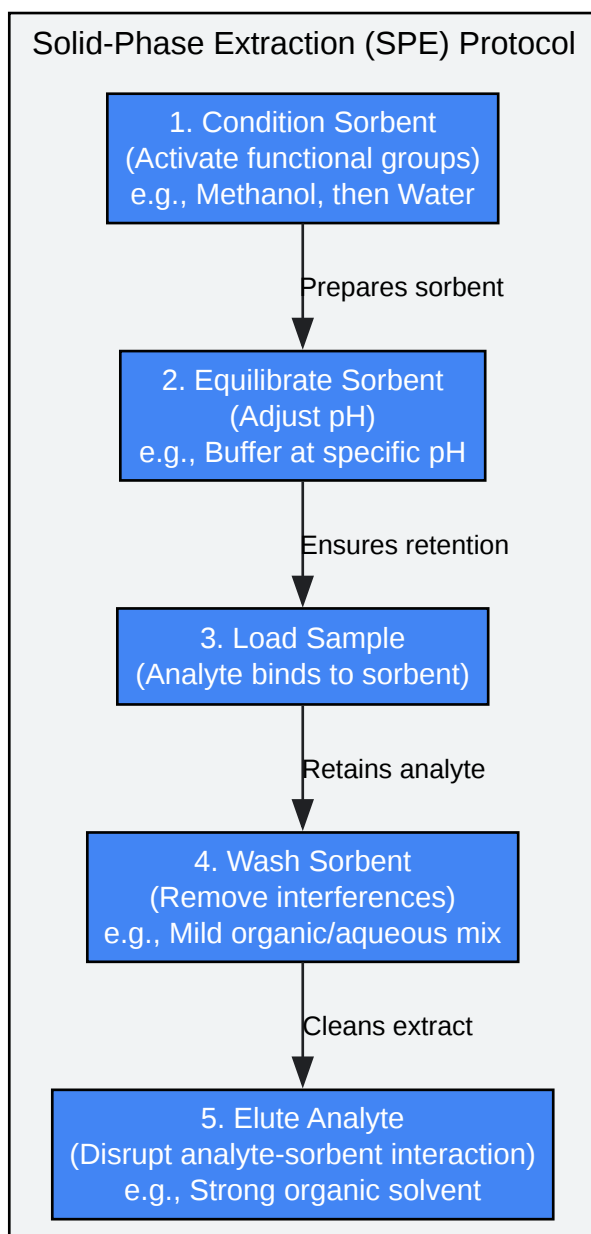 Solid-Phase Extraction (SPE) Protocol
1. Condition Sorbent
(Activate functional groups)
e.g., Methanol, then Water
Prepares sorbent
2. Equilibrate Sorbent
(Adjust pH)
e.g., Buffer at specific pH
Ensures retention
3. Load Sample
(Analyte binds to sorbent)
Retains analyte
4. Wash Sorbent
(Remove interferences)
e.g., Mild organic/aqueous mix
Cleans extract
5. Elute Analyte
(Disrupt analyte-sorbent interaction)
e.g., Strong organic solvent